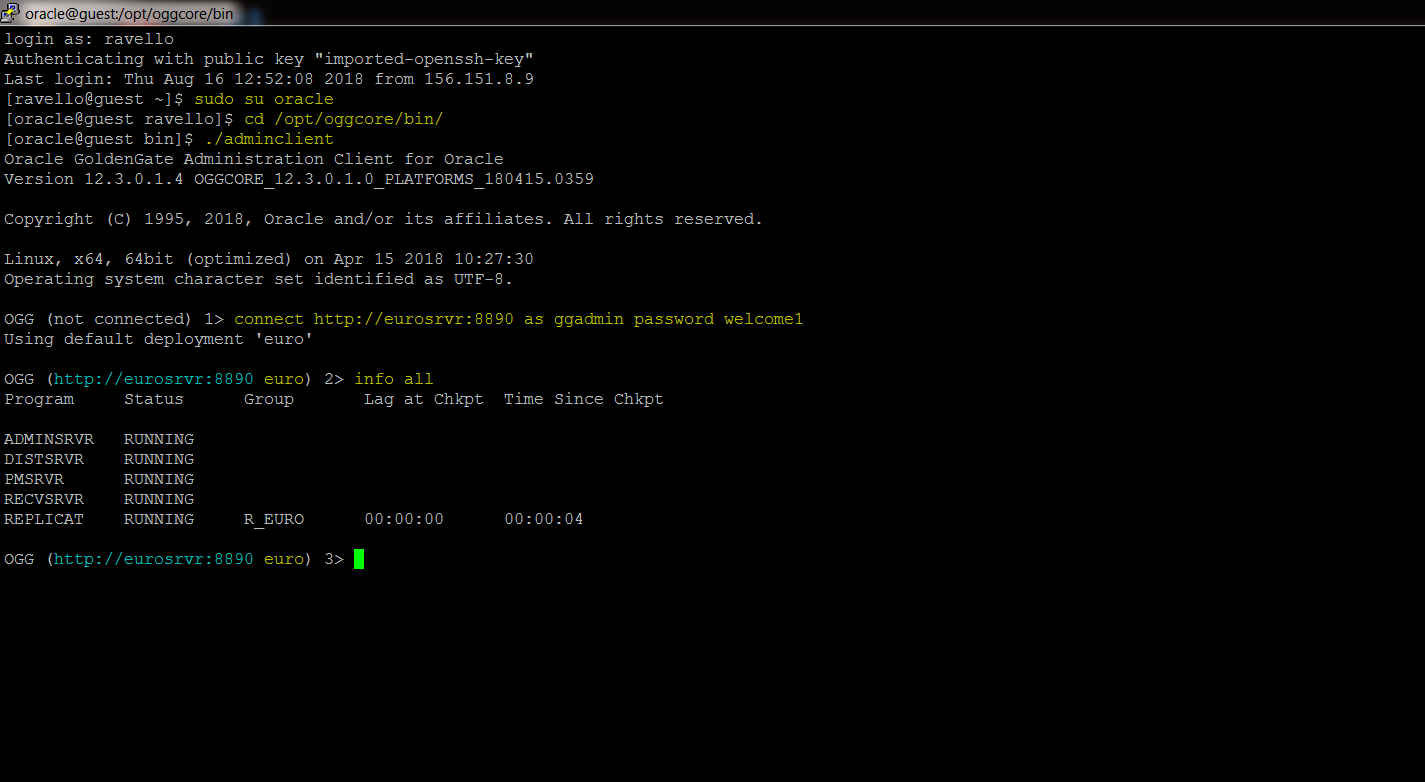 oracle@guest:/opt/oggcore/bin
login as: ravello
Authenticating with public key "imported-openssh-key"
Last login: Thu Aug 16 12:52:08 2018 from 156.151.8.9
[ravello@guest ~]$ sudo su oracle
[oracle@guest ravello]$ cd /opt/oggcore/bin/
[oracle@guest bin]$ ./adminclient
Oracle GoldenGate Administration Client for Oracle
Version 12.3.0.1.4 OGGCORE_12.3.0.1.0_PLATFORMS_180415.0359
Copyright (C) 1995, 2018, Oracle and/or its affiliates. All rights reserved.
Linux, x64, 64bit (optimized) on Apr 15 2018 10:27:30
Operating system character set identified as UTF-8.
OGG (not connected) 1> connect http://eurosrvr:8890 as ggadmin password welcome1
Using default deployment 'euro'
OGG (http://eurosrvr:8890 euro) 2> info all
Program     Status      Group       Lag at Chkpt  Time Since Chkpt
ADMINSRVR   RUNNING
DISTSRVR    RUNNING
PMSRVR      RUNNING
RECVSRVR    RUNNING
REPLICAT    RUNNING     R_EURO      00:00:00      00:00:04
OGG (http://eurosrvr:8890 euro) 3>